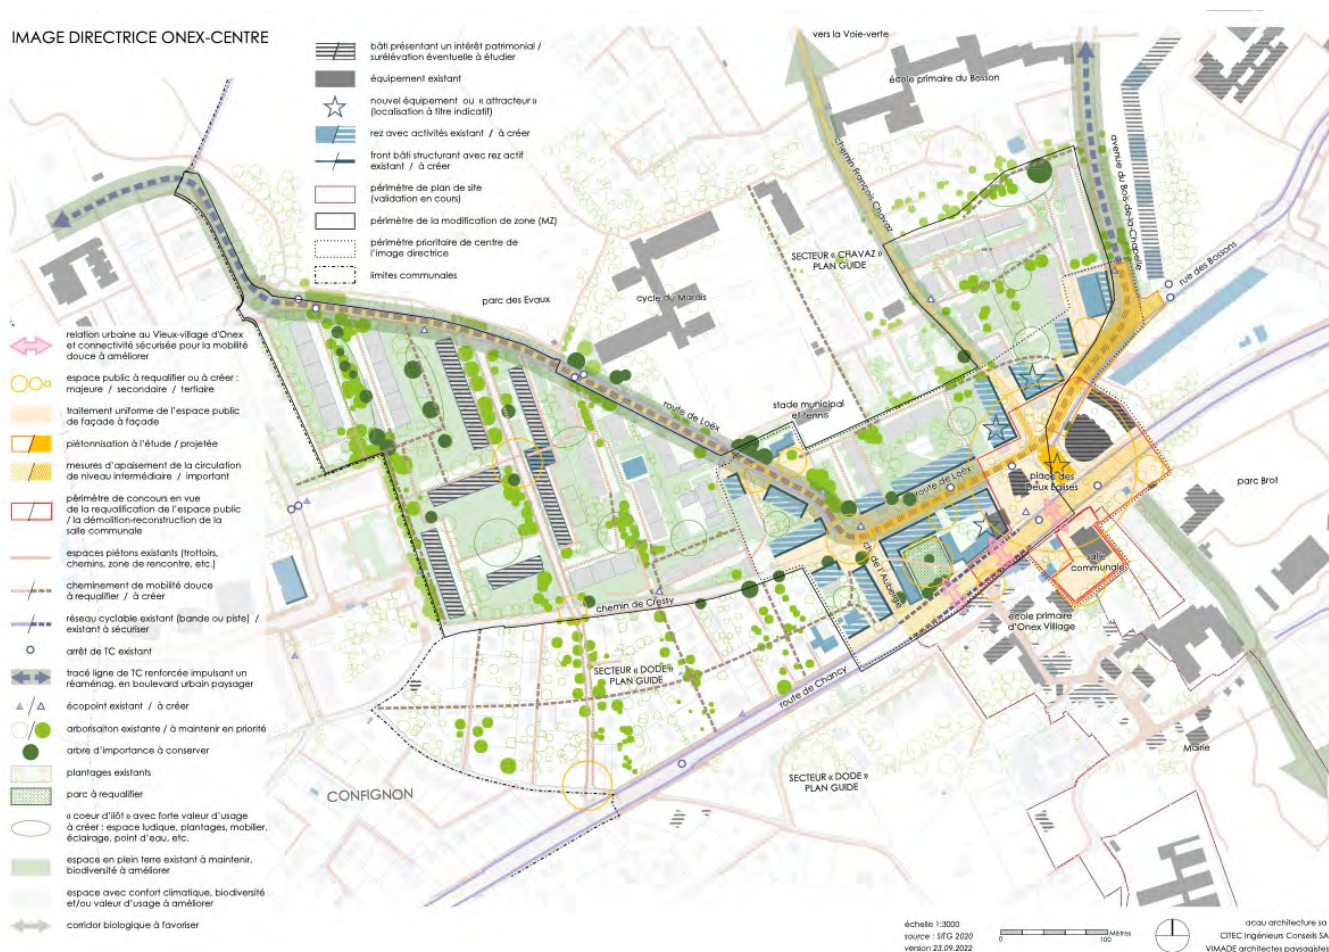 IMAGE DIRECTRICE ONEX-CENTRE
bâti présentant un intérêt patrimonial /
surélévation éventuelle à étudier
équipement existant
nouvel équipement ou « attracteur »
(localisation à titre indicatif)
rez avec activités existant / à créer
front bâti structurant avec rez actif
existant / à créer
périmètre de plan de site
(validation en cours)
périmètre de la modification de zone (MZ)
périmètre prioritaire de centre de
l'image directrice
limites communales
relation urbaine au Vieux-village d'Onex
et connectivité sécurisée pour la mobilité
douce à améliorer
espace public à requalifier ou à créer :
majeure / secondaire / tertiaire
traitement uniforme de l'espace public
de façade à façade
piétonnisation à l'étude / projetée
mesures d'apaisement de la circulation
de niveau intermédiaire / important
périmètre de concours en vue
de la requalification de l'espace public
/ la démolition-reconstruction de la
salle communale
espaces piétons existants (trottoirs,
chemins, zone de rencontre, etc.)
cheminement de mobilité douce
à requalifier / à créer
réseau cyclable existant (bande ou piste) /
existant à sécuriser
arrêt de TC existant
tracé ligne de TC renforcée impulsant un
réaménag. en boulevard urbain paysager
écopoint existant / à créer
arborisaiton existante / à maintenir en priorité
arbre d'importance à conserver
plantages existants
parc à requalifier
« coeur d'îlôt » avec forte valeur d'usage
à créer : espace ludique, plantages, mobilier,
éclairage, point d'eau, etc.
espace en plein terre existant à maintenir,
biodiversité à améliorer
espace avec confort climatique, biodiversité
et/ou valeur d'usage à améliorer
corridor biologique à favoriser
vers la Voie-verte
école primaire du Bosson
chemin François Chavaz
avenue du Bois-de-la-Chapelle
rue des Bossons
SECTEUR « CHAVAZ »
PLAN GUIDE
parc des Evaux
cycle du Marais
route de Loëx
stade municipal
et tennis
route de Loëx
place des
Deux Églises
parc Brot
salle
communale
ch. de l'Auberge
chemin de Cressy
école primaire
d'Onex Village
SECTEUR « DODE »
PLAN GUIDE
route de Chancy
Mairie
SECTEUR « DODE »
PLAN GUIDE
CONFIGNON
échelle 1:3000
source : SITG 2020
version 23.09.2022
0
100
Mètres
acau architecture sa
CITEC Ingénieurs Conseils SA
VIMADE architectes paysagistes